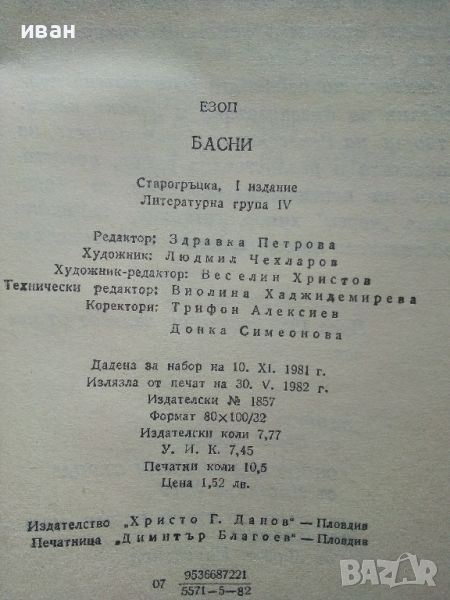 иван
ЕЗОП
БАСНИ
Старогръцка, I издание
Литературна група IV
Редактор: Здравка Петрова
Художник: Людмил Чехларов
Художник-редактор: Веселин Христов
Технически редактор: Виолина Хаджидемирева
Коректори: Трифон Алексиев
Донка Симеонова
Дадена за набор на 10. XI. 1981 г.
Излязла от печат на 30. V. 1982 г.
Издателски № 1857
Формат 80×100/32
Издателски коли 7,77
У. И. К. 7,45
Печатни коли 10,5
Цена 1,52 лв.
Издателство „Христо Г. Данов“ — Пловдив
Печатница „Димитър Благоев“ — Пловдив
07 9536687221
5571—5—82
BAZAR